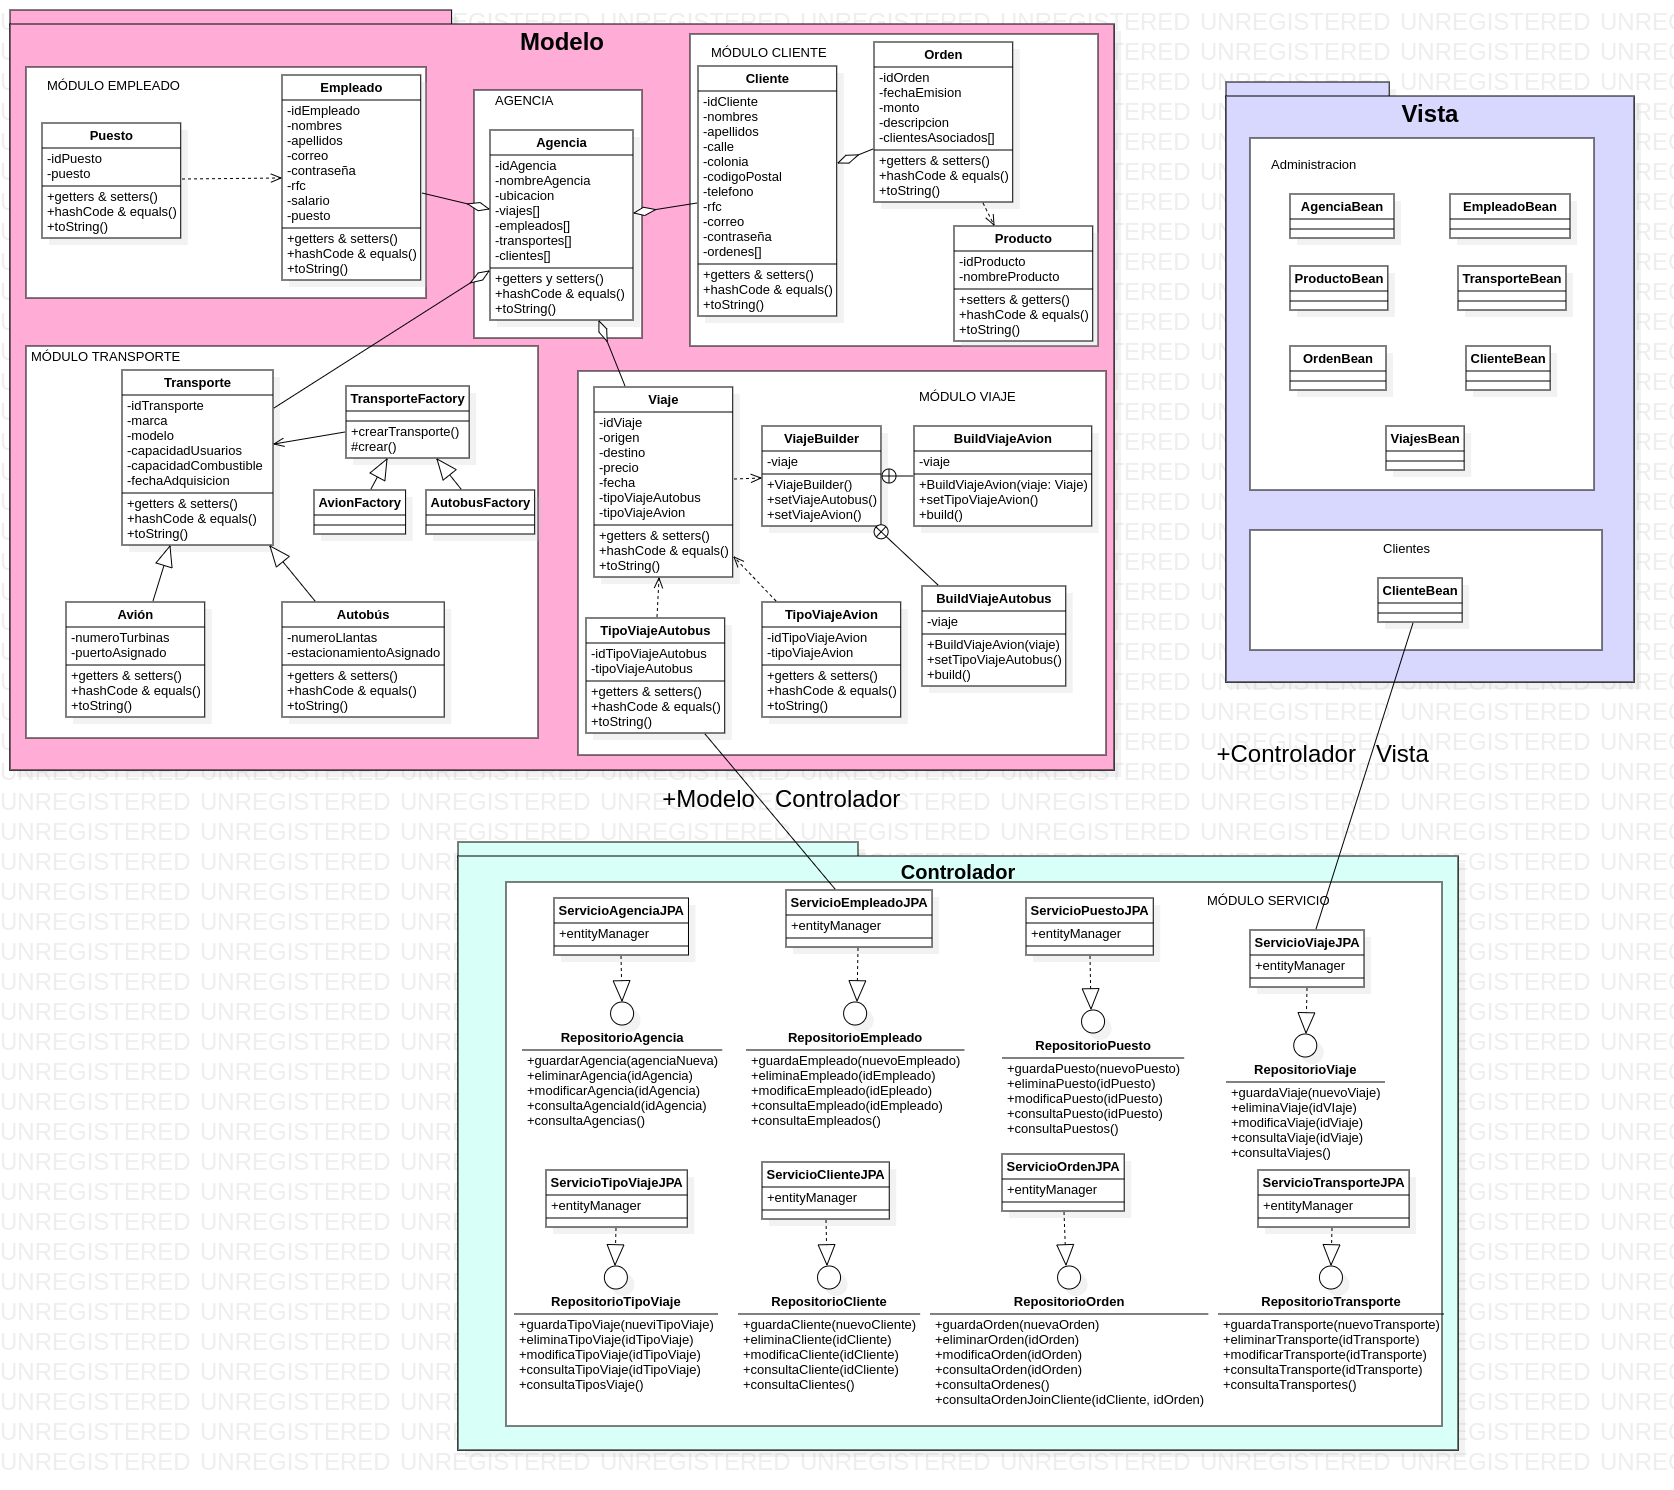 Modelo
MÓDULO EMPLEADO
Puesto
-idPuesto
-puesto
+getters & setters()
+hashCode & equals()
+toString()
Empleado
-idEmpleado
-nombres
-apellidos
-correo
-contraseña
-rfc
-salario
-puesto
+getters & setters()
+hashCode & equals()
+toString()
AGENCIA
Agencia
-idAgencia
-nombreAgencia
-ubicacion
-viajes[]
-empleados[]
-transportes[]
-clientes[]
+getters y setters()
+hashCode & equals()
+toString()
MÓDULO CLIENTE
Cliente
-idCliente
-nombres
-apellidos
-calle
-colonia
-codigoPostal
-telefono
-rfc
-correo
-contraseña
-ordenes[]
+getters & setters()
+hashCode & equals()
+toString()
Orden
-idOrden
-fechaEmision
-monto
-descripcion
-clientesAsociados[]
+getters & setters()
+hashCode & equals()
+toString()
Producto
-idProducto
-nombreProducto
+setters & getters()
+hashCode & equals()
+toString()
MÓDULO TRANSPORTE
Transporte
-idTransporte
-marca
-modelo
-capacidadUsuarios
-capacidadCombustible
-fechaAdquisicion
+getters & setters()
+hashCode & equals()
+toString()
TransporteFactory
+crearTransporte()
#crear()
AvionFactory
AutobusFactory
Avión
-numeroTurbinas
-puertoAsignado
+getters & setters()
+hashCode & equals()
+toString()
Autobús
-numeroLlantas
-estacionamientoAsignado
+getters & setters()
+hashCode & equals()
+toString()
MÓDULO VIAJE
Viaje
-idViaje
-origen
-destino
-precio
-fecha
-tipoViajeAutobus
-tipoViajeAvion
+getters & setters()
+hashCode & equals()
+toString()
ViajeBuilder
-viaje
+ViajeBuilder()
+setViajeAutobus()
+setViajeAvion()
BuildViajeAvion
-viaje
+BuildViajeAvion(viaje: Viaje)
+setTipoViajeAvion()
+build()
TipoViajeAutobus
-idTipoViajeAutobus
-tipoViajeAutobus
+getters & setters()
+hashCode & equals()
+toString()
TipoViajeAvion
-idTipoViajeAvion
-tipoViajeAvion
+getters & setters()
+hashCode & equals()
+toString()
BuildViajeAutobus
-viaje
+BuildViajeAvion(viaje)
+setTipoViajeAutobus()
+build()
Vista
Administracion
AgenciaBean
EmpleadoBean
ProductoBean
TransporteBean
OrdenBean
ClienteBean
ViajesBean
Clientes
ClienteBean
+Controlador Vista
+Modelo Controlador
Controlador
MÓDULO SERVICIO
ServicioAgenciaJPA
+entityManager
RepositorioAgencia
+guardarAgencia(agenciaNueva)
+eliminarAgencia(idAgencia)
+modificarAgencia(idAgencia)
+consultaAgenciaId(idAgencia)
+consultaAgencias()
ServicioEmpleadoJPA
+entityManager
RepositorioEmpleado
+guardaEmpleado(nuevoEmpleado)
+eliminaEmpleado(idEmpleado)
+modificaEmpleado(idEpleado)
+consultaEmpleado(idEmpleado)
+consultaEmpleados()
ServicioPuestoJPA
+entityManager
RepositorioPuesto
+guardaPuesto(nuevoPuesto)
+eliminaPuesto(idPuesto)
+modificaPuesto(idPuesto)
+consultaPuesto(idPuesto)
+consultaPuestos()
ServicioViajeJPA
+entityManager
RepositorioViaje
+guardaViaje(nuevoViaje)
+eliminaViaje(idVIaje)
+modificaViaje(idViaje)
+consultaViaje(idViaje)
+consultaViajes()
ServicioTipoViajeJPA
+entityManager
RepositorioTipoViaje
+guardaTipoViaje(nueviTipoViaje)
+eliminaTipoViaje(idTipoViaje)
+modificaTipoViaje(idTipoViaje)
+consultaTipoViaje(idTipoViaje)
+consultaTiposViaje()
ServicioClienteJPA
+entityManager
RepositorioCliente
+guardaCliente(nuevoCliente)
+eliminaCliente(idCliente)
+modificaCliente(idCliente)
+consultaCliente(idCliente)
+consultaClientes()
ServicioOrdenJPA
+entityManager
RepositorioOrden
+guardaOrden(nuevaOrden)
+eliminarOrden(idOrden)
+modificaOrden(idOrden)
+consultaOrden(idOrden)
+consultaOrdenes()
+consultaOrdenJoinCliente(idCliente, idOrden)
ServicioTransporteJPA
+entityManager
RepositorioTransporte
+guardaTransporte(nuevoTransporte)
+eliminarTransporte(idTransporte)
+modificarTransporte(idTransporte)
+consultaTransporte(idTransporte)
+consultaTransportes()
UNREGISTERED